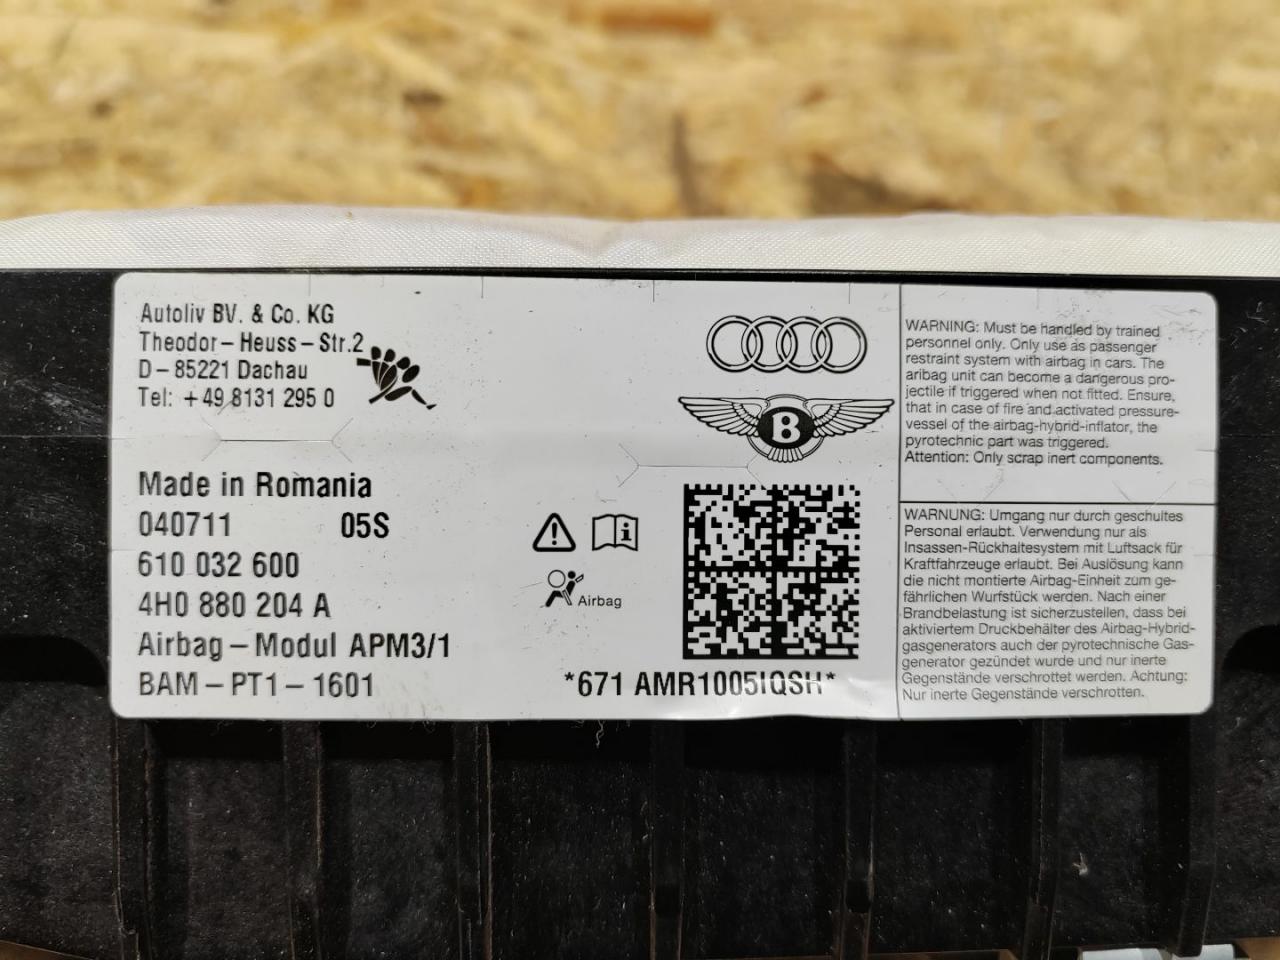 Autoliv BV. & Co. KG
Theodor-Heuss-Str.2
D-85221 Dachau
Tel: +49 8131 295 0
Made in Romania
040711 05S
610 032 600
4H0 880 204 A
Airbag-Modul APM3/1
BAM-PT1-1601
B
Airbag
*671 AMR1005IQSH*
WARNING: Must be handled by trained
personnel only. Only use as passenger
restraint system with airbag in cars. The
aribag unit can become a dangerous pro-
jectile if triggered when not fitted. Ensure,
that in case of fire and activated pressure-
vessel of the airbag-hybrid-inflator, the
pyrotechnic part was triggered.
Attention: Only scrap inert components.
WARNUNG: Umgang nur durch geschultes
Personal erlaubt. Verwendung nur als
Insassen-Rückhaltesystem mit Luftsack für
Kraftfahrzeuge erlaubt. Bei Auslösung kann
die nicht montierte Airbag-Einheit zum ge-
fährlichen Wurfstück werden. Nach einer
Brandbelastung ist sicherzustellen, dass bei
aktiviertem Druckbehälter des Airbag-Hybrid-
gasgenerators auch der pyrotechnische Gas-
generator gezündet wurde und nur inerte
Gegenstände verschrottet werden. Achtung:
Nur inerte Gegenstände verschrotten.